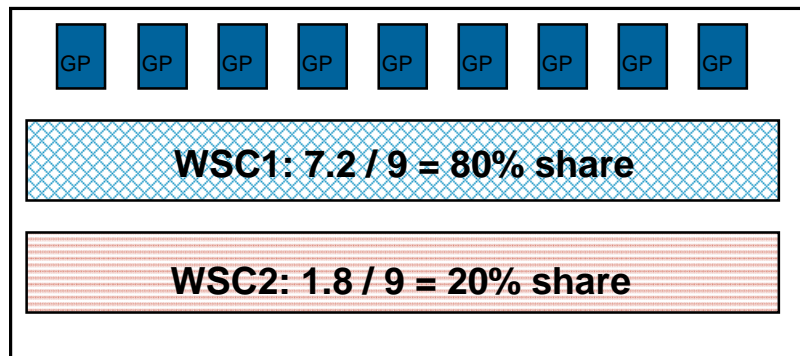 GP GP GP GP GP GP GP GP GP
WSC1: 7.2 / 9 = 80% share
WSC2: 1.8 / 9 = 20% share